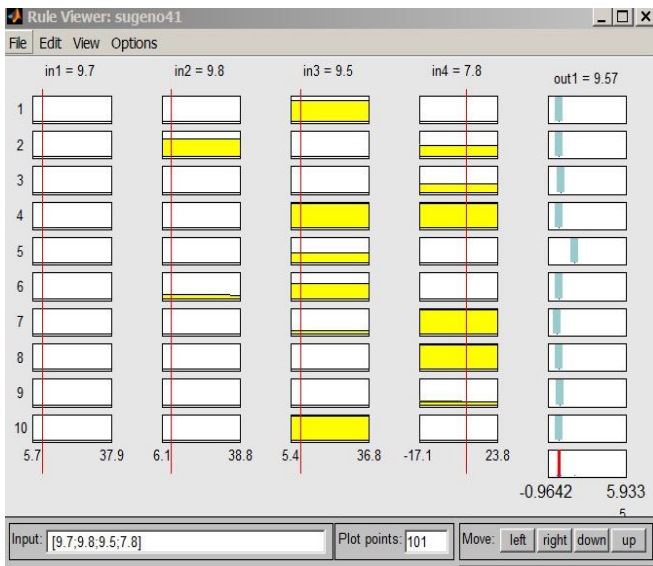 Rule Viewer: sugeno41
File Edit View Options
in1 = 9.7 in2 = 9.8 in3 = 9.5 in4 = 7.8 out1 = 9.57
1
2
3
4
5
6
7
8
9
10
5.7 37.9 6.1 38.8 5.4 36.8 -17.1 23.8
-0.9642 5.933
5
Input: [9.7;9.8;9.5;7.8] Plot points: 101 Move: left right down up